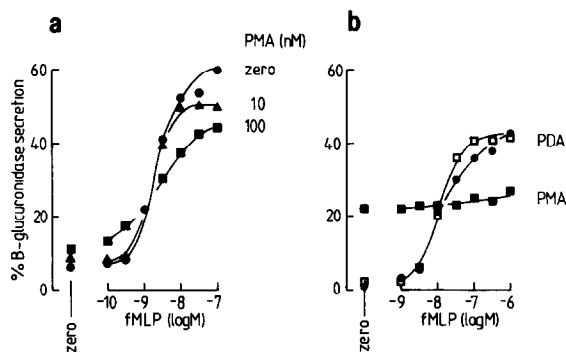 a
PMA (nM)
zero
10
100
60
40
20
0
% B-glucuronidase secretion
zero
-10 -9 -8 -7
fMLP (logM)
b
60
40
20
0
PDA
PMA
zero
-9 -8 -7 -6
fMLP (logM)